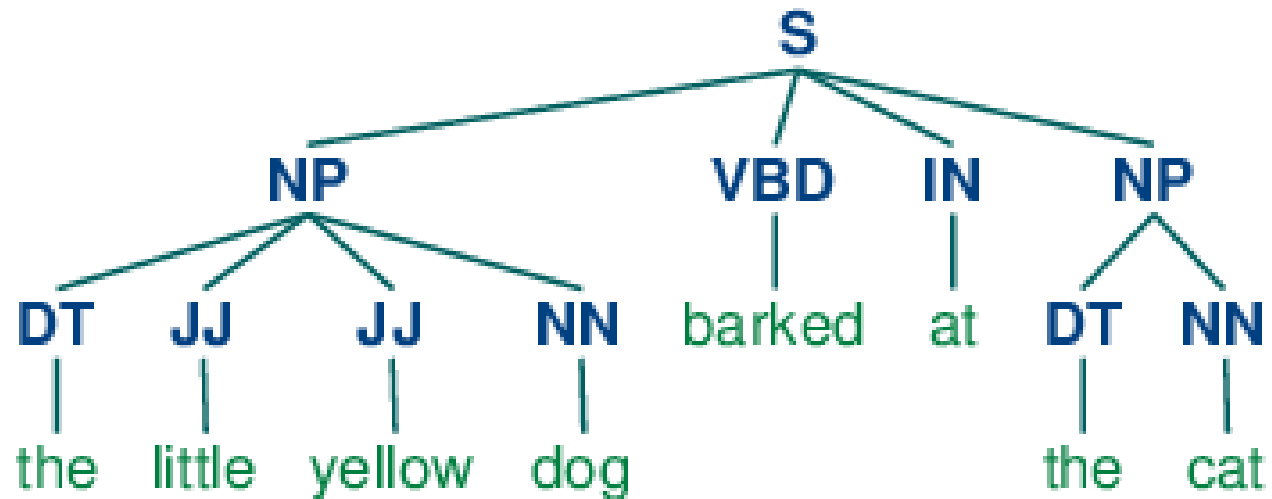 S
NP VBD IN NP
DT JJ JJ NN barked at DT NN
the little yellow dog the cat